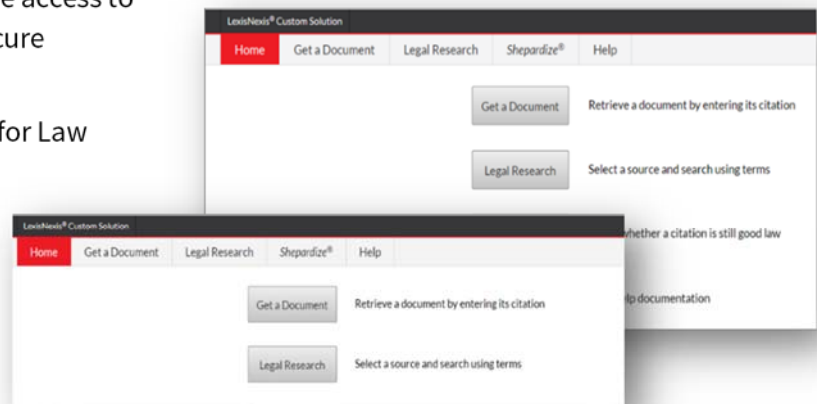 access to
for Law
LexisNexis® Custom Solution
Home Get a Document Legal Research Shepardize® Help
Get a Document Retrieve a document by entering its citation
Legal Research Select a source and search using terms
whether a citation is still good law
documentation
LexisNexis® Custom Solution
Home Get a Document Legal Research Shepardize® Help
Get a Document Retrieve a document by entering its citation
Legal Research Select a source and search using terms